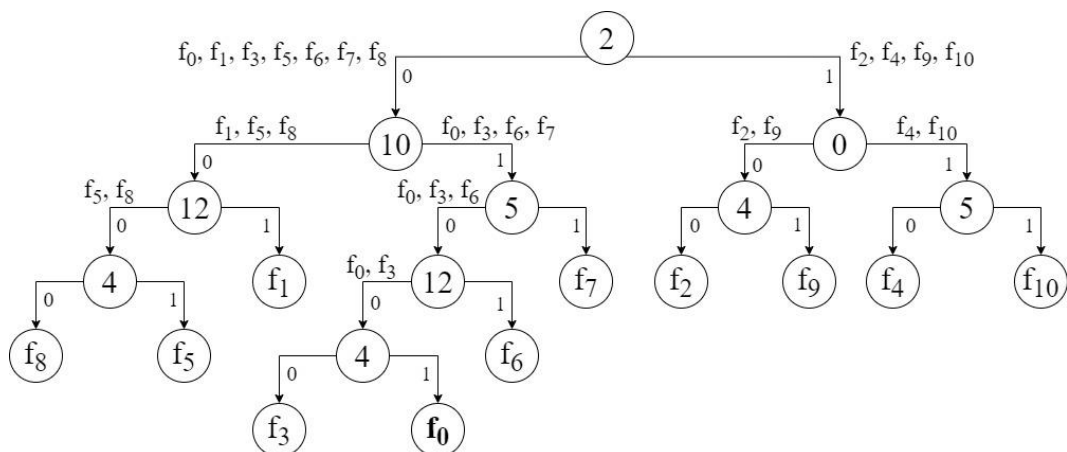 2
f₀, f₁, f₃, f₅, f₆, f₇, f₈
f₂, f₄, f₉, f₁₀
0 1
f₁, f₅, f₈ 10 f₀, f₃, f₆, f₇
f₂, f₉ 0 f₄, f₁₀
0 1 0 1
f₅, f₈ 12 f₀, f₃, f₆ 5 4 5
0 1 0 1 0 1 0 1
4 f₁ f₀, f₃ 12 f₇ f₂ f₉ f₄ f₁₀
0 1 0 1
f₈ f₅ 4 f₆
0 1
f₃ f₀